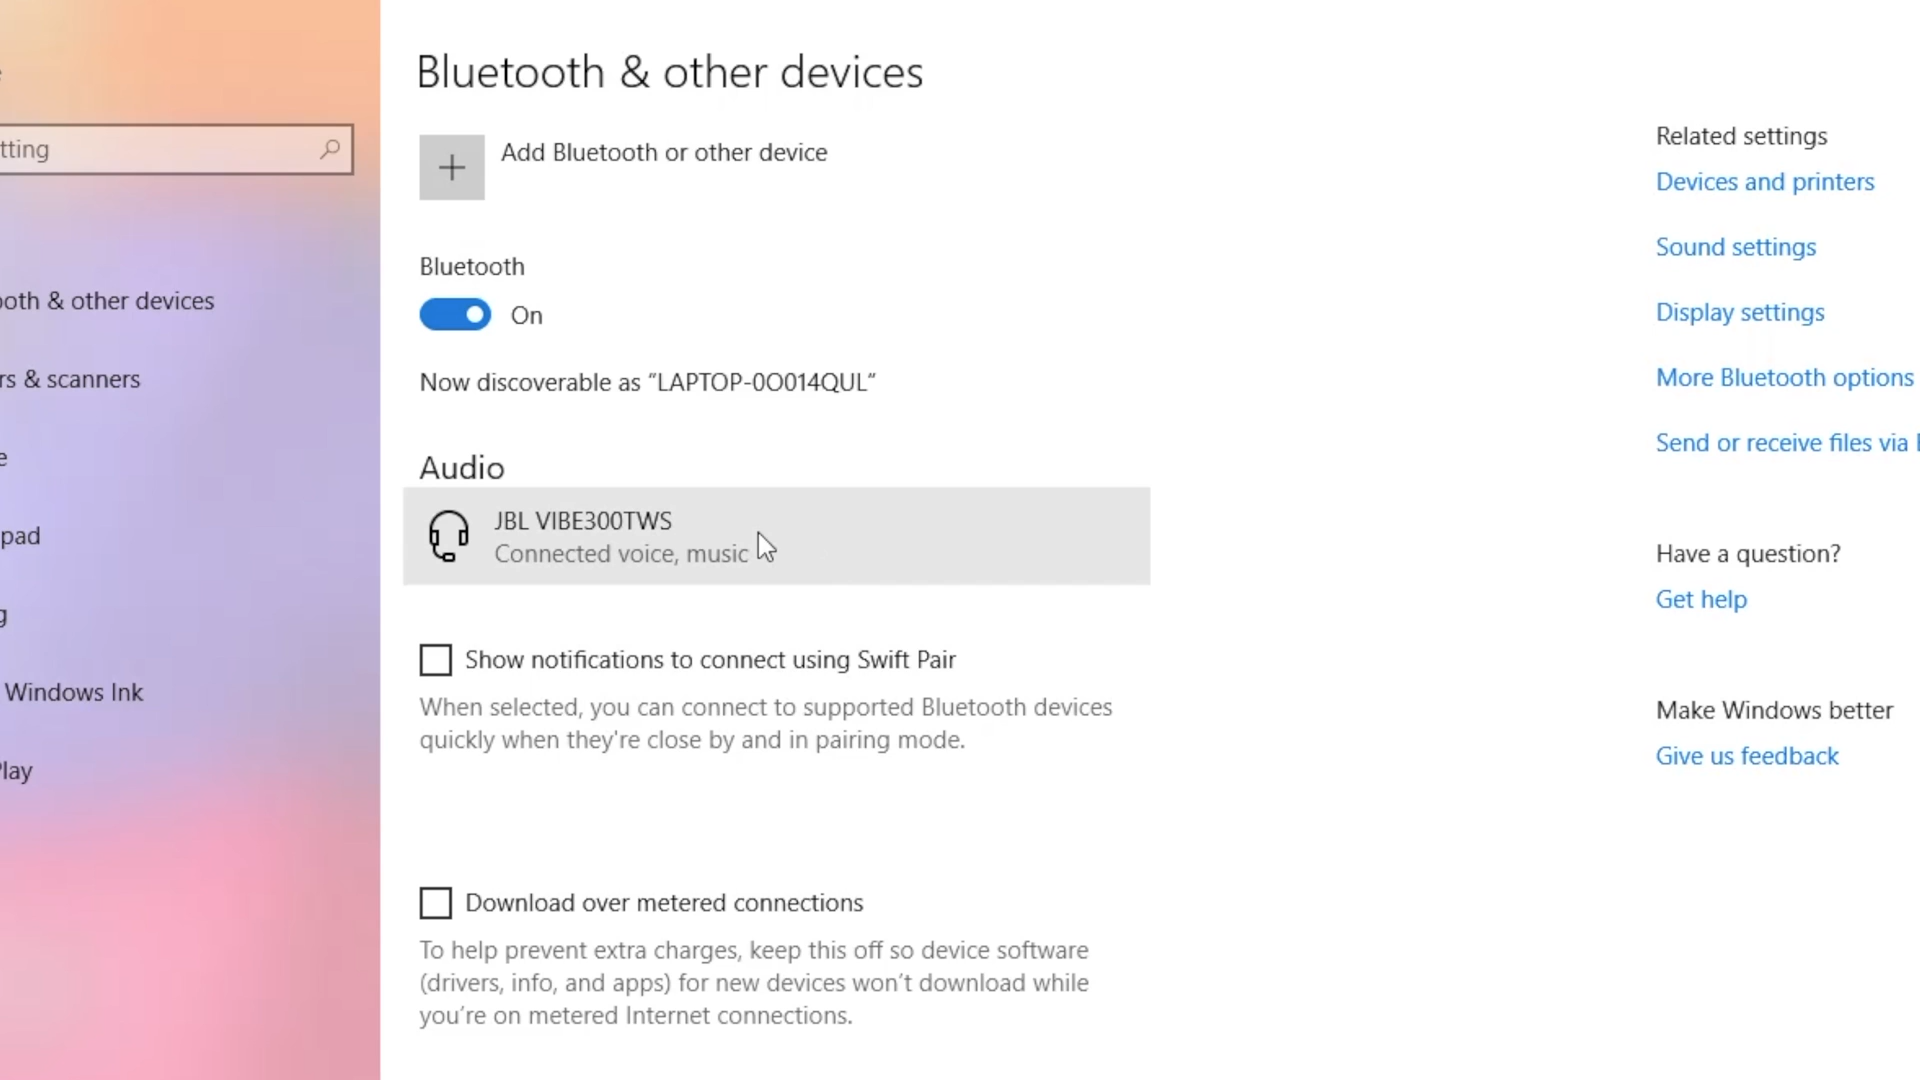 tting
ooth & other devices
rs & scanners
e
pad
g
Windows Ink
Play
Bluetooth & other devices
Add Bluetooth or other device
Bluetooth
On
Now discoverable as “LAPTOP-0O014QUL”
Audio
JBL VIBE300TWS
Connected voice, music
Show notifications to connect using Swift Pair
When selected, you can connect to supported Bluetooth devices
quickly when they're close by and in pairing mode.
Download over metered connections
To help prevent extra charges, keep this off so device software
(drivers, info, and apps) for new devices won’t download while
you’re on metered Internet connections.
Related settings
Devices and printers
Sound settings
Display settings
More Bluetooth options
Send or receive files via
Have a question?
Get help
Make Windows better
Give us feedback